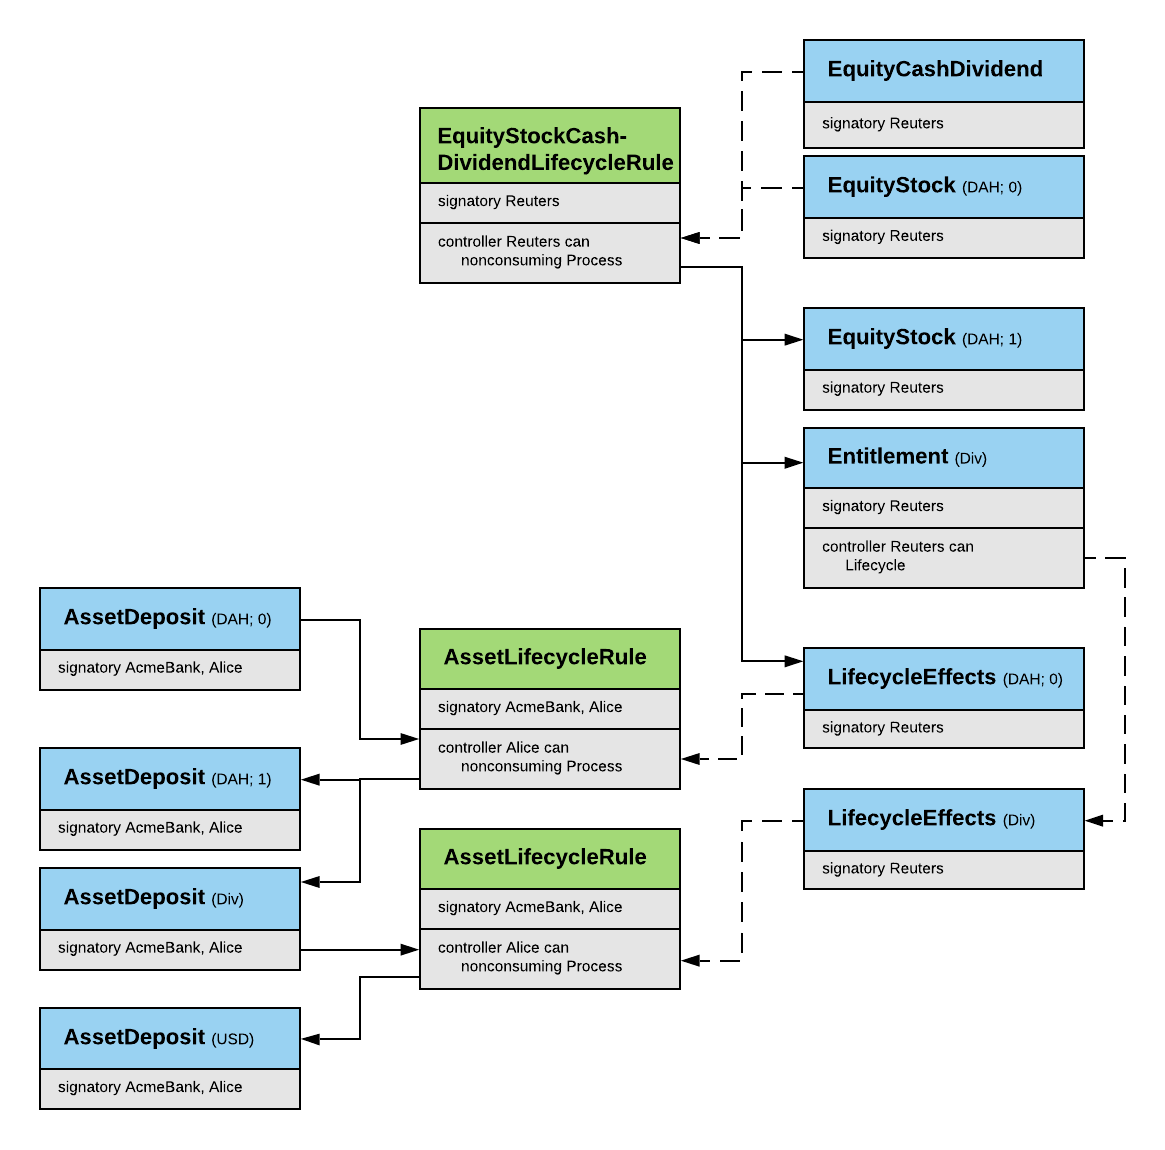 EquityCashDividend
signatory Reuters
EquityStockCash-
DividendLifecycleRule
signatory Reuters
controller Reuters can
nonconsuming Process
EquityStock (DAH; 0)
signatory Reuters
EquityStock (DAH; 1)
signatory Reuters
Entitlement (Div)
signatory Reuters
controller Reuters can
Lifecycle
AssetDeposit (DAH; 0)
signatory AcmeBank, Alice
AssetLifecycleRule
signatory AcmeBank, Alice
controller Alice can
nonconsuming Process
LifecycleEffects (DAH; 0)
signatory Reuters
AssetDeposit (DAH; 1)
signatory AcmeBank, Alice
LifecycleEffects (Div)
signatory Reuters
AssetLifecycleRule
signatory AcmeBank, Alice
controller Alice can
nonconsuming Process
AssetDeposit (Div)
signatory AcmeBank, Alice
AssetDeposit (USD)
signatory AcmeBank, Alice